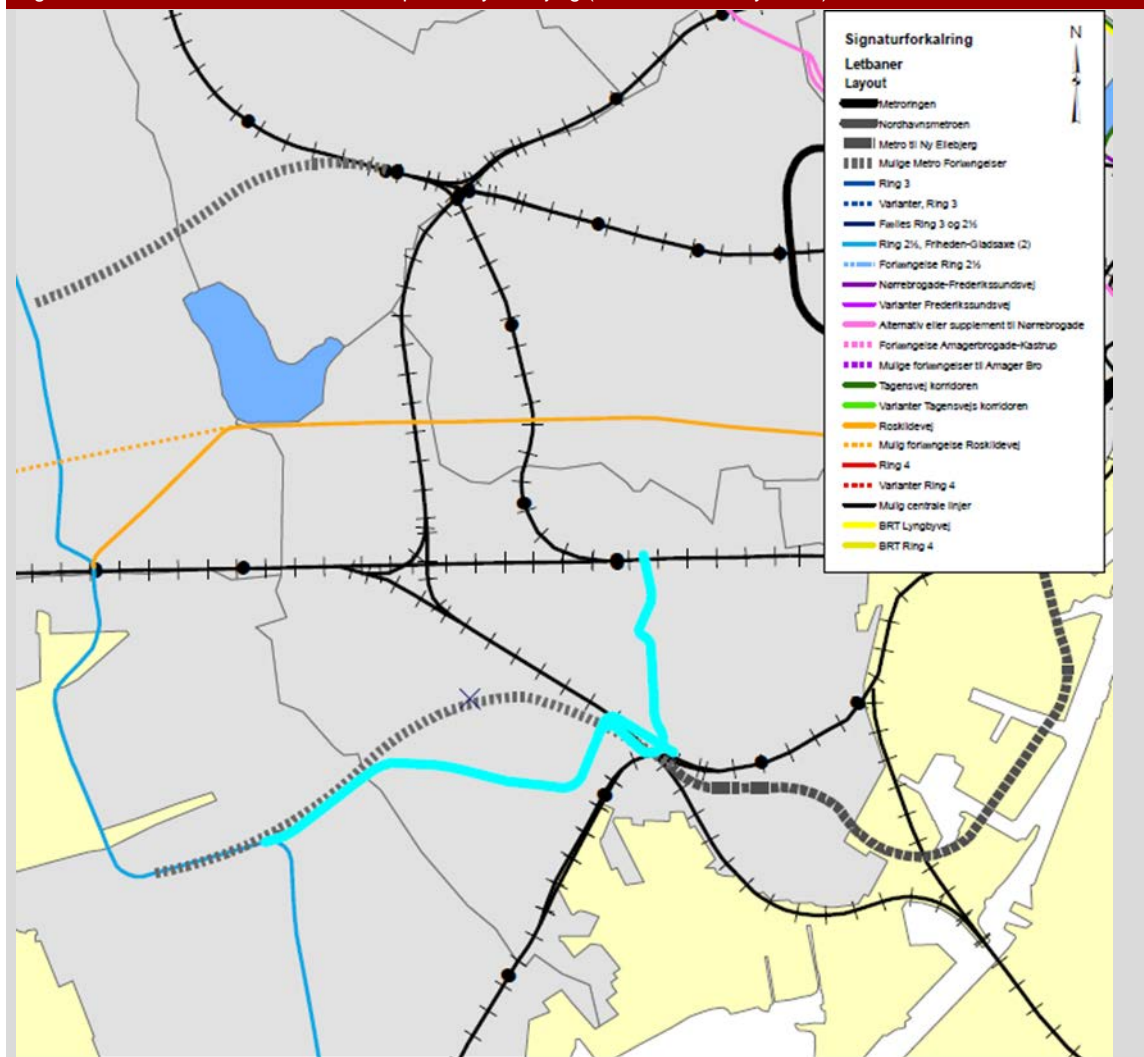 Signaturforkalring
N
Letbaner
Layout
Metroringen
Nordhavnsmetroen
Metro til Ny Ellebjerg
Mulige Metro Forlængelser
Ring 3
Varianter, Ring 3
Fælles Ring 3 og 2½
Ring 2½, Friheden-Gladsaxe (2)
Forlængelse Ring 2½
Nørrebrogade-Frederikssundsvej
Varianter Frederikssundsvej
Alternativ eller supplement til Nørrebrogade
Forlængelse Amagerbrogade-Kastrup
Mulige forlængelser til Amager Bro
Tagensvej korridoren
Varianter Tagensvejs korridoren
Roskildevej
Mulig forlængelse Roskildevej
Ring 4
Varianter Ring 4
Mulig centrale linjer
BRT Lyngbyvej
BRT Ring 4